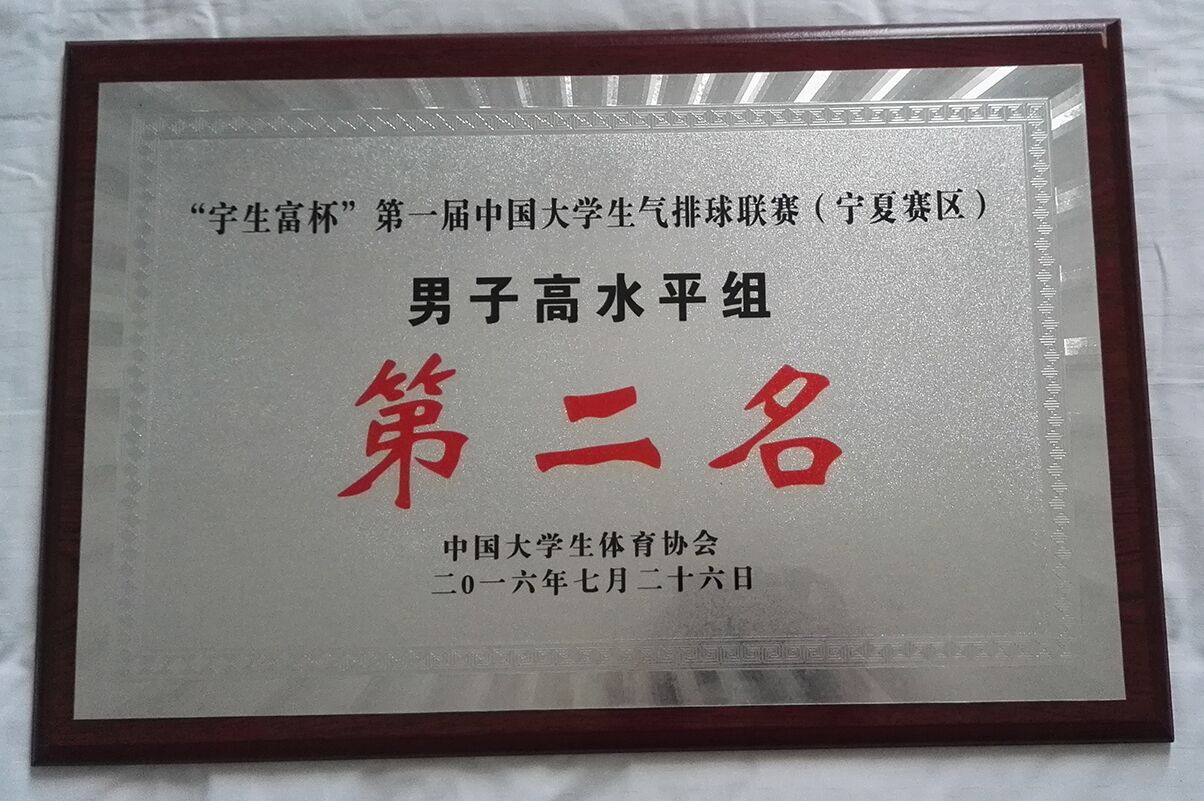 “宇生富杯”第一届中国大学生气排球联赛（宁夏赛区）
男子高水平组
第二名
中国大学生体育协会
二0一六年七月二十六日